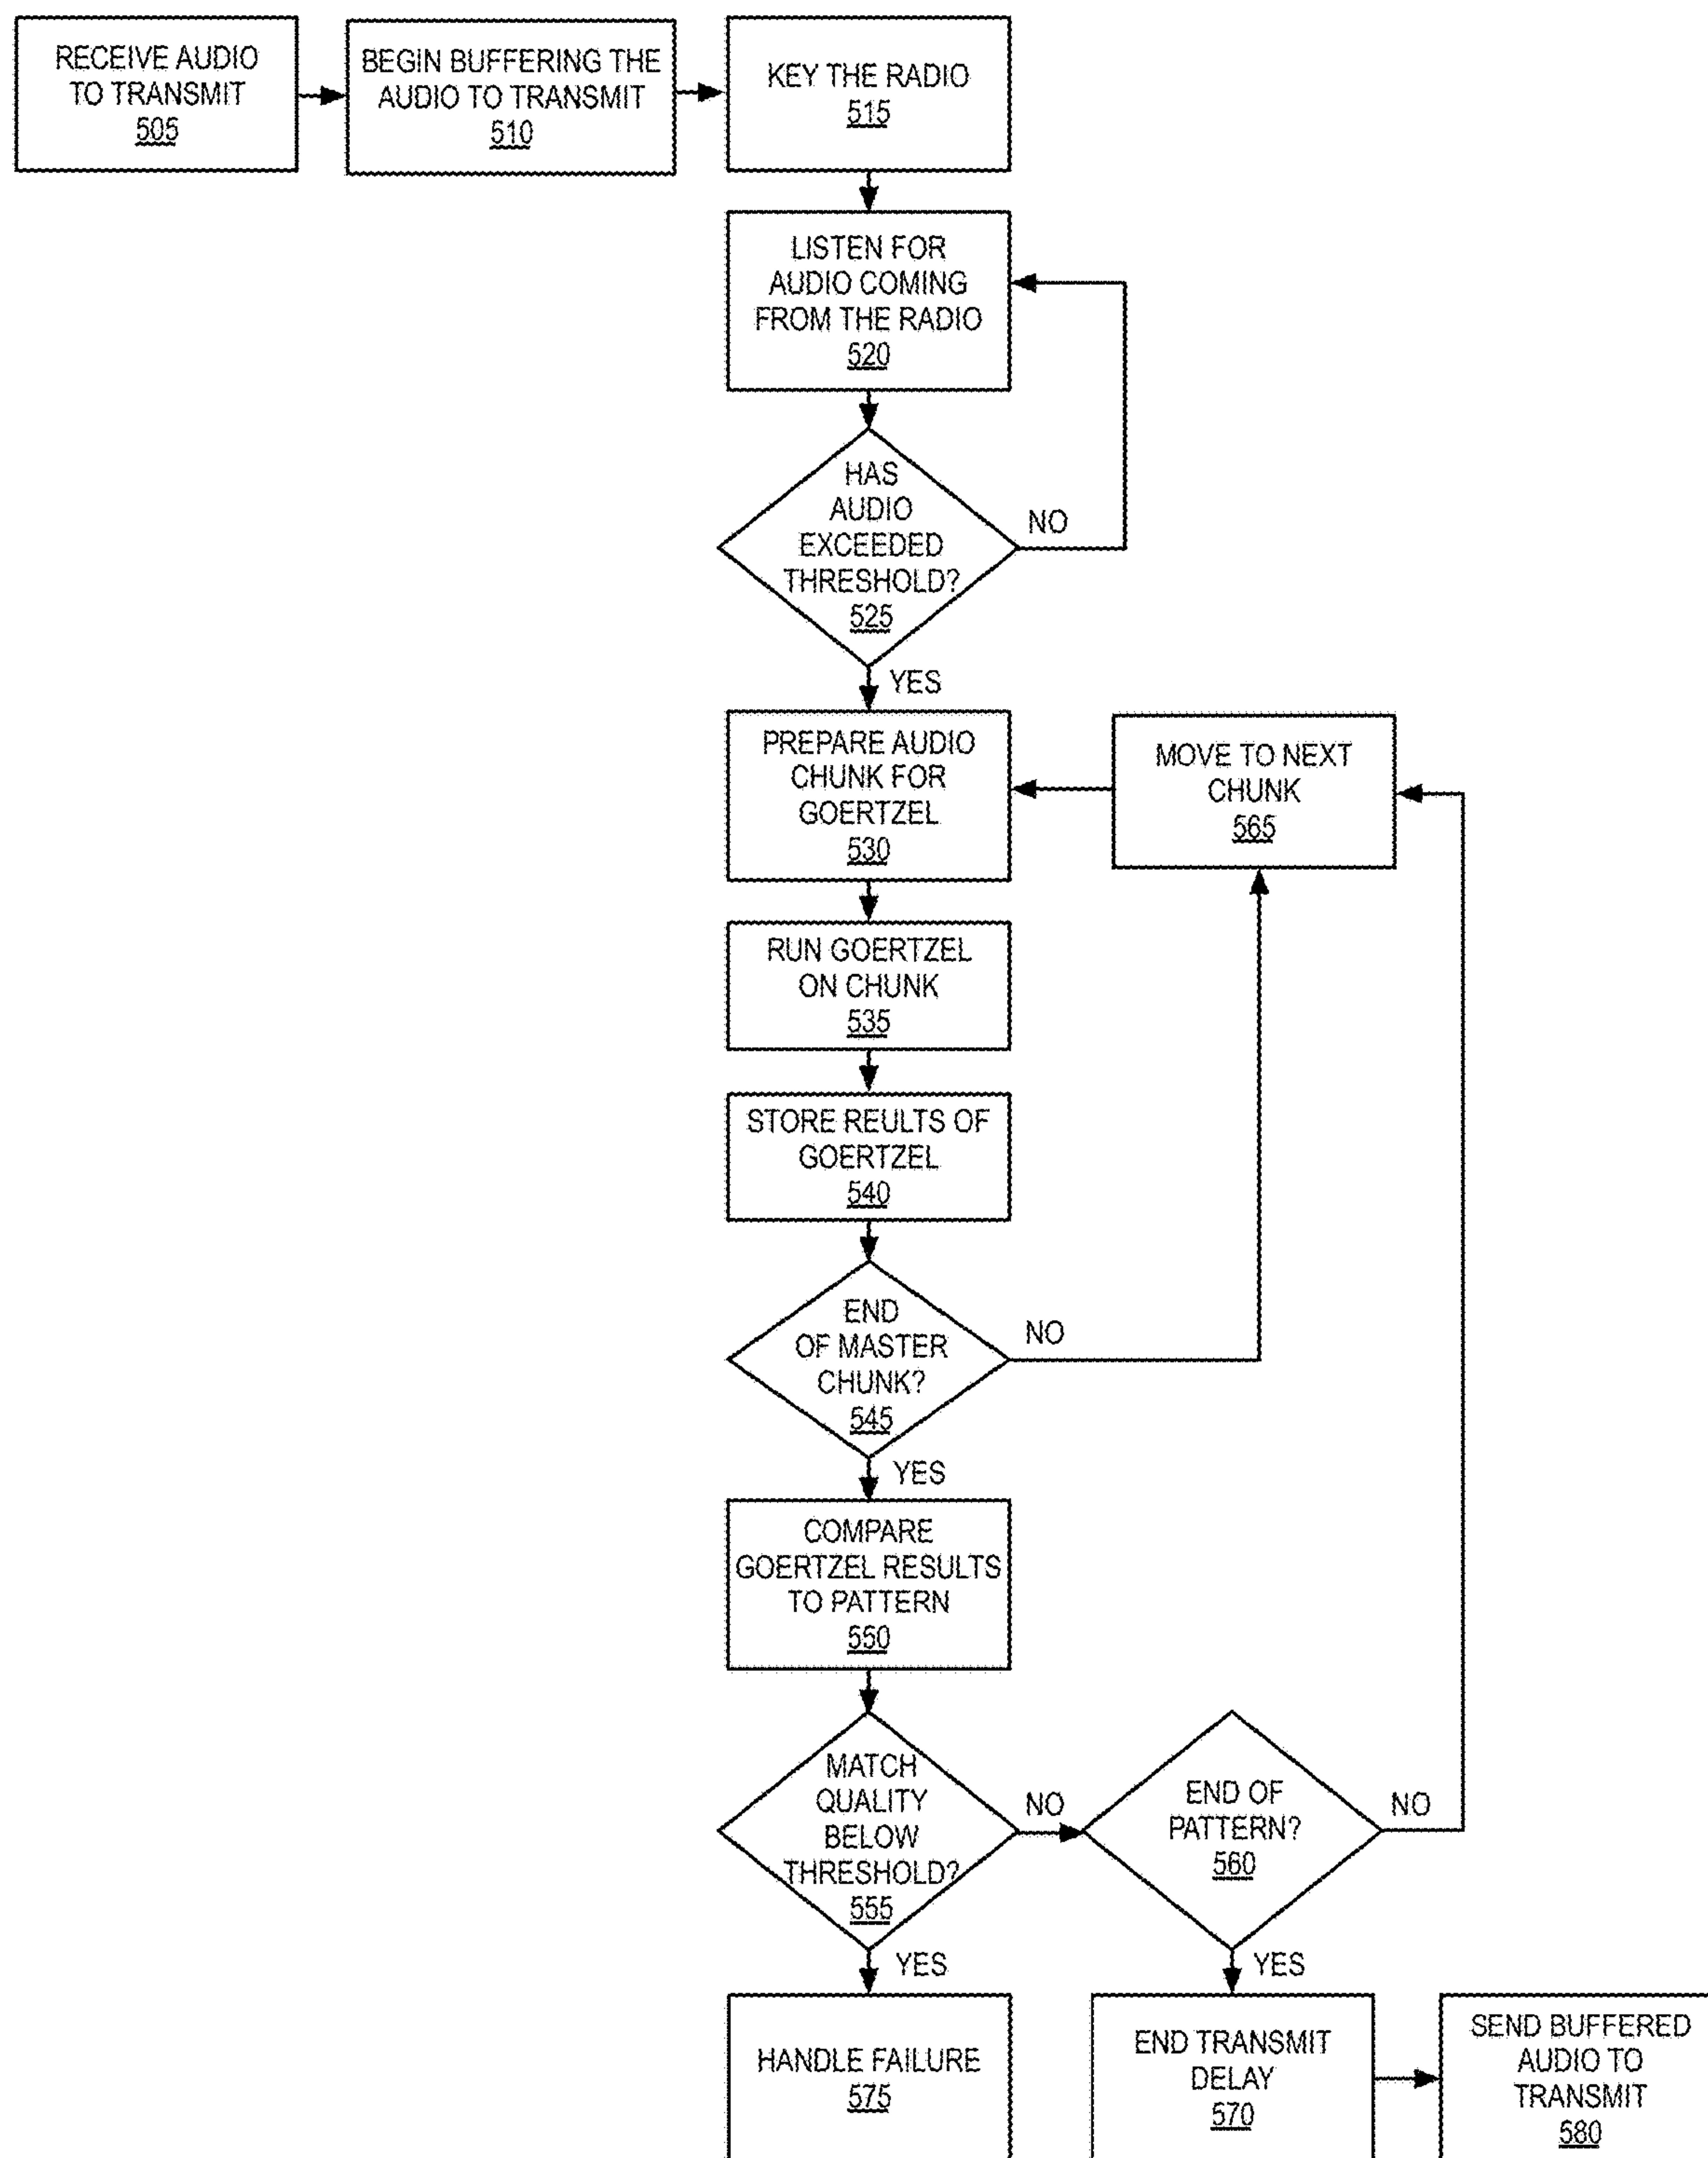 RECEIVE AUDIO
TO TRANSMIT
505
BEGIN BUFFERING THE
AUDIO TO TRANSMIT
510
KEY THE RADIO
515
LISTEN FOR
AUDIO COMING
FROM THE RADIO
520
HAS
AUDIO
EXCEEDED
THRESHOLD?
525
NO
YES
PREPARE AUDIO
CHUNK FOR
GOERTZEL
530
MOVE TO NEXT
CHUNK
565
RUN GOERTZEL
ON CHUNK
535
STORE REULTS OF
GOERTZEL
540
END
OF MASTER
CHUNK?
545
NO
YES
COMPARE
GOERTZEL RESULTS
TO PATTERN
550
MATCH
QUALITY
BELOW
THRESHOLD?
555
NO
YES
END OF
PATTERN?
560
NO
YES
HANDLE FAILURE
575
END TRANSMIT
DELAY
570
SEND BUFFERED
AUDIO TO
TRANSMIT
580